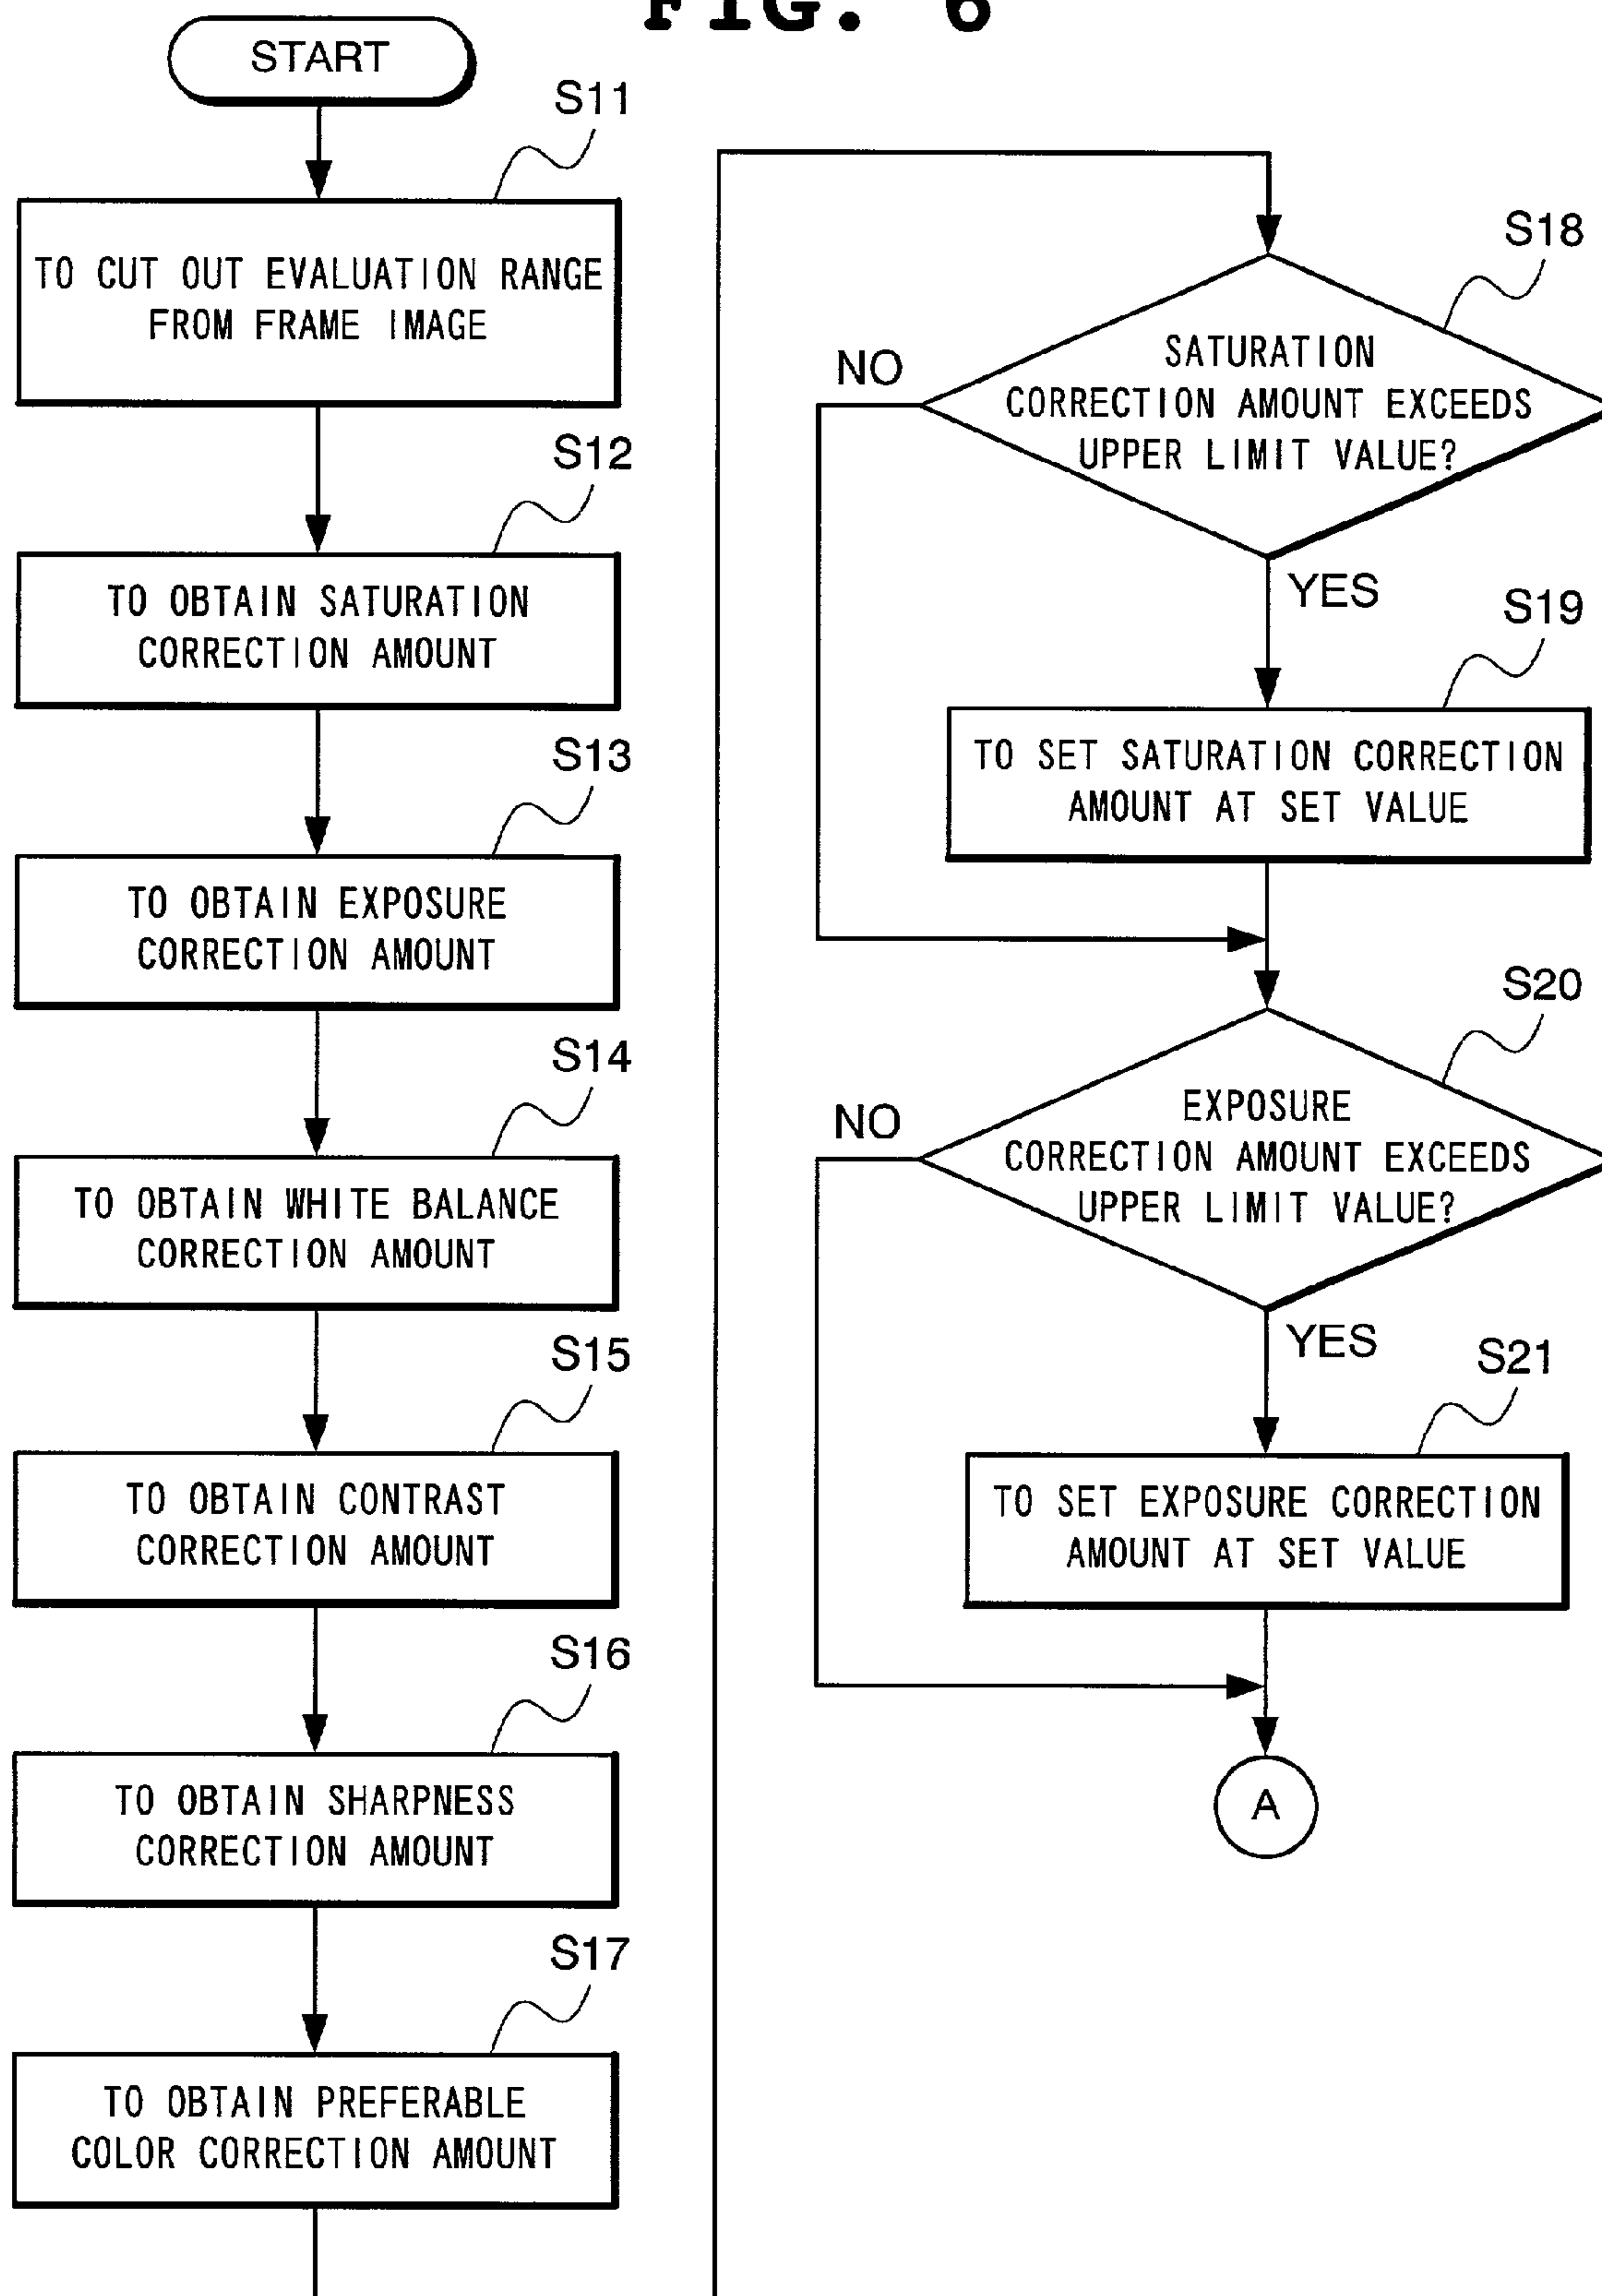 FIG. 6
START
S11
TO CUT OUT EVALUATION RANGE
FROM FRAME IMAGE
S12
TO OBTAIN SATURATION
CORRECTION AMOUNT
S13
TO OBTAIN EXPOSURE
CORRECTION AMOUNT
S14
TO OBTAIN WHITE BALANCE
CORRECTION AMOUNT
S15
TO OBTAIN CONTRAST
CORRECTION AMOUNT
S16
TO OBTAIN SHARPNESS
CORRECTION AMOUNT
S17
TO OBTAIN PREFERABLE
COLOR CORRECTION AMOUNT
S18
SATURATION
CORRECTION AMOUNT EXCEEDS
UPPER LIMIT VALUE?
NO
YES
S19
TO SET SATURATION CORRECTION
AMOUNT AT SET VALUE
S20
EXPOSURE
CORRECTION AMOUNT EXCEEDS
UPPER LIMIT VALUE?
NO
YES
S21
TO SET EXPOSURE CORRECTION
AMOUNT AT SET VALUE
A